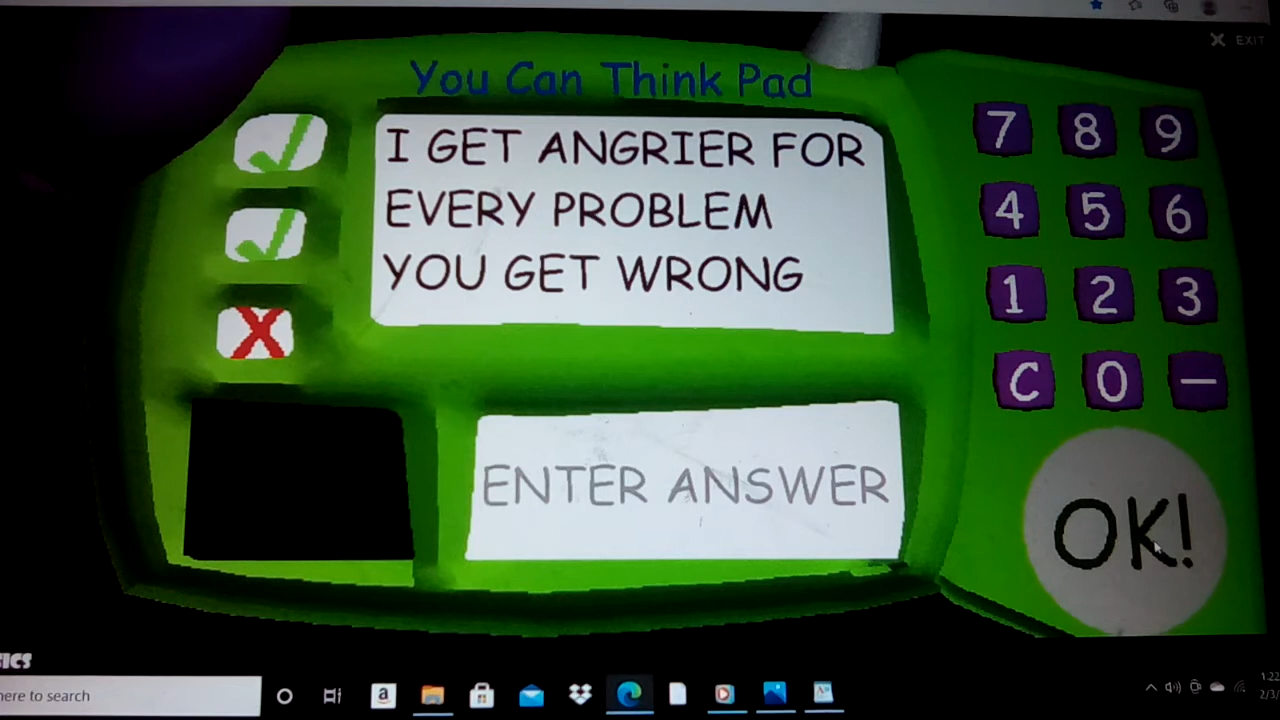 EXIT
You Can Think Pad
I GET ANGRIER FOR
EVERY PROBLEM
YOU GET WRONG
ENTER ANSWER
7 8 9
4 5 6
1 2 3
C 0 —
OK!
here to search
a